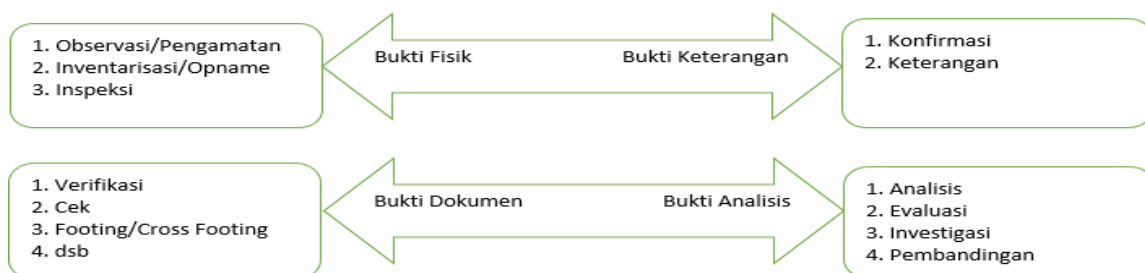 1. Observasi/Pengamatan
2. Inventarisasi/Opname
3. Inspeksi
Bukti Fisik
Bukti Keterangan
1. Konfirmasi
2. Keterangan
1. Verifikasi
2. Cek
3. Footing/Cross Footing
4. dsb
Bukti Dokumen
Bukti Analisis
1. Analisis
2. Evaluasi
3. Investigasi
4. Pembandingan